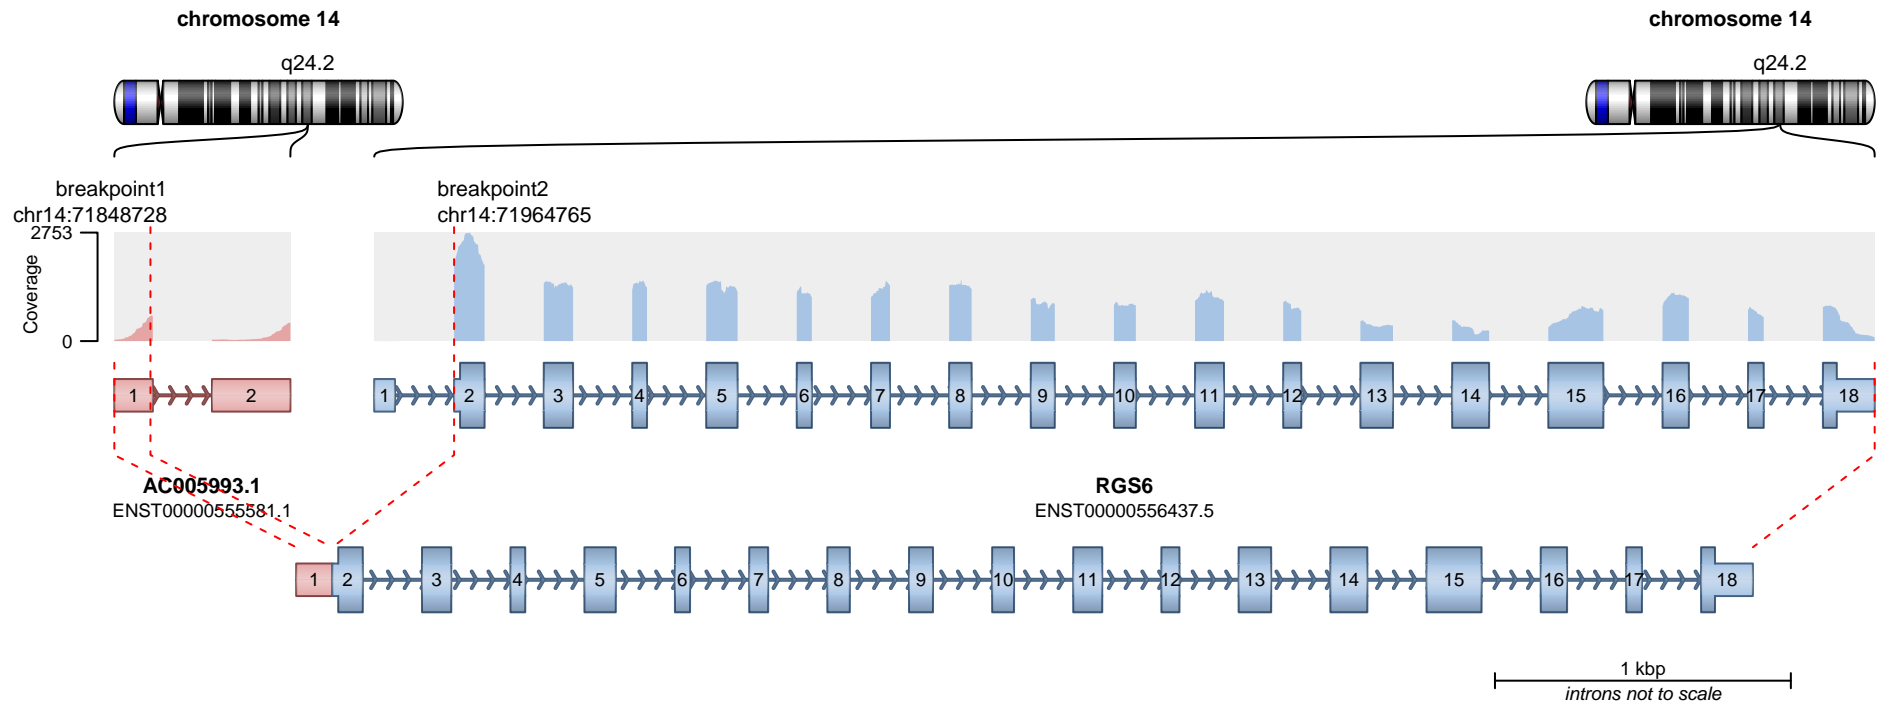 chromosome 14
chromosome 14
q24.2
q24.2
breakpoint1
chr14:71848728
breakpoint2
chr14:71964765
2753
Coverage
0
1 2
1 2 3 4 5 6 7 8 9 10 11 12 13 14 15 16 17 18
AC005993.1
ENST00000555581.1
RGS6
ENST00000556437.5
1 2 3 4 5 6 7 8 9 10 11 12 13 14 15 16 17 18
1 kbp
introns not to scale